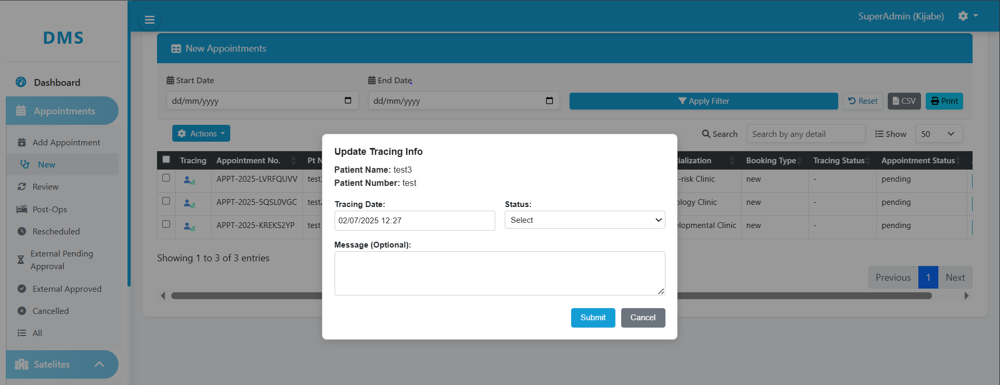 DMS
SuperAdmin (Kijabe)
Dashboard
Appointments
Add Appointment
New
Review
Post-Ops
Rescheduled
External Pending
Approval
External Approved
Cancelled
All
Satelites
New Appointments
Start Date
End Date
dd/mm/yyyy
dd/mm/yyyy
Apply Filter
Reset
CSV
Print
Actions
Search
Search by any detail
Show
50
Tracing
Appointment No.
Pt N
ialization
Booking Type
Tracing Status
Appointment Status
APPT-2025-LVRFQUVV
-risk Clinic
new
-
pending
APPT-2025-5QSL0VGC
ology Clinic
new
-
pending
APPT-2025-KREKS2YP
test
elopmental Clinic
new
-
pending
Showing 1 to 3 of 3 entries
Previous
1
Next
Update Tracing Info
Patient Name: test3
Patient Number: test
Tracing Date:
Status:
02/07/2025 12:27
Select
Message (Optional):
Submit
Cancel